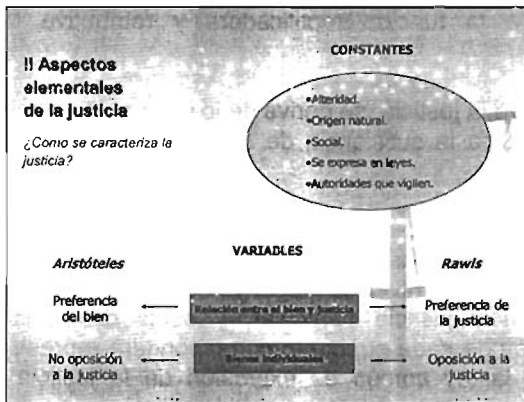 CONSTANTES
II Aspectos
elementales
de la justicia
¿Como se caracteriza la
justicia?
•Alteridad.
•Origen natural.
•Social.
•Se expresa en leyes.
•Autoridades que vigilen.
VARIABLES
Aristóteles
Rawls
Preferencia
del bien
Relación entre el bien y justicia
Preferencia de
la justicia
No oposición
a la justicia
Bienes individuales
Oposición a la
justicia